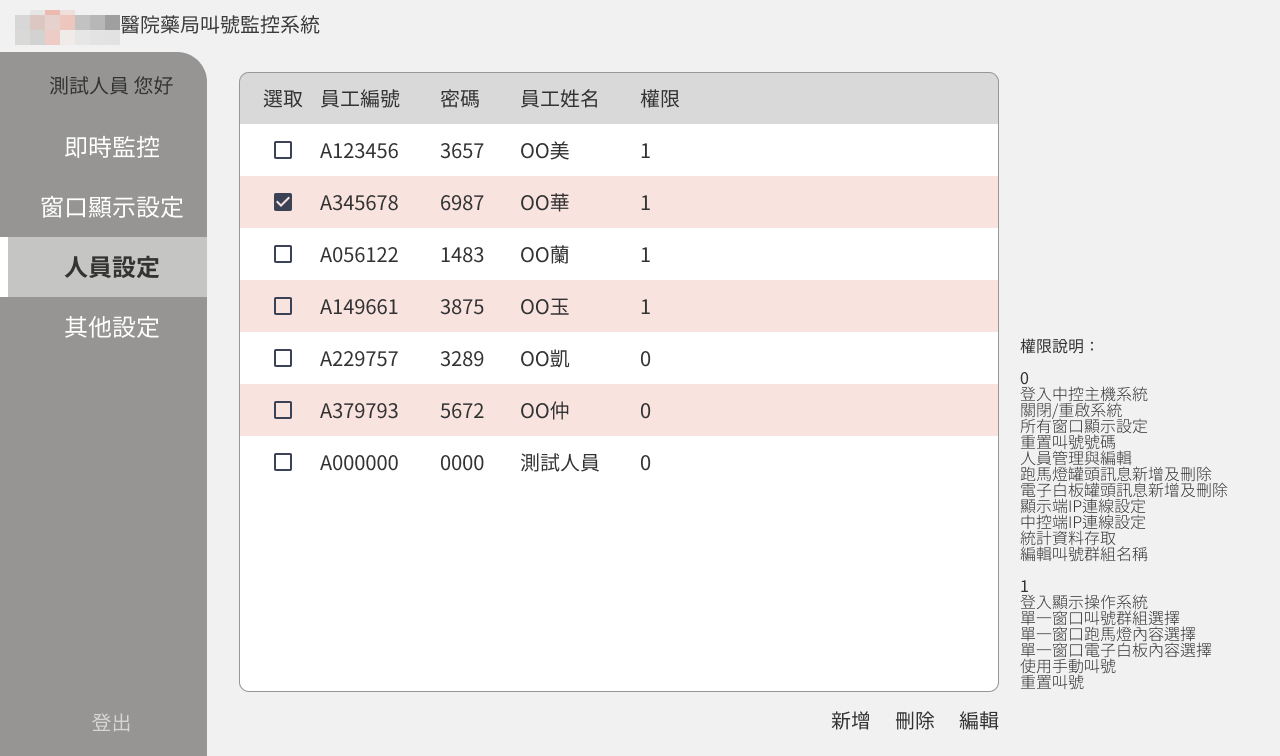 醫院藥局叫號監控系統
測試人員 您好
即時監控
窗口顯示設定
人員設定
其他設定
登出
選取 員工編號 密碼 員工姓名 權限
A123456 3657 OO美 1
A345678 6987 OO華 1
A056122 1483 OO蘭 1
A149661 3875 OO玉 1
A229757 3289 OO凱 0
A379793 5672 OO仲 0
A000000 0000 測試人員 0
新增 刪除 編輯
權限說明：
0
登入中控主機系統
關閉/重啟系統
所有窗口顯示設定
重置叫號號碼
人員管理與編輯
跑馬燈罐頭訊息新增及刪除
電子白板罐頭訊息新增及刪除
顯示端IP連線設定
中控端IP連線設定
統計資料存取
編輯叫號群組名稱
1
登入顯示操作系統
單一窗口叫號群組選擇
單一窗口跑馬燈內容選擇
單一窗口電子白板內容選擇
使用手動叫號
重置叫號